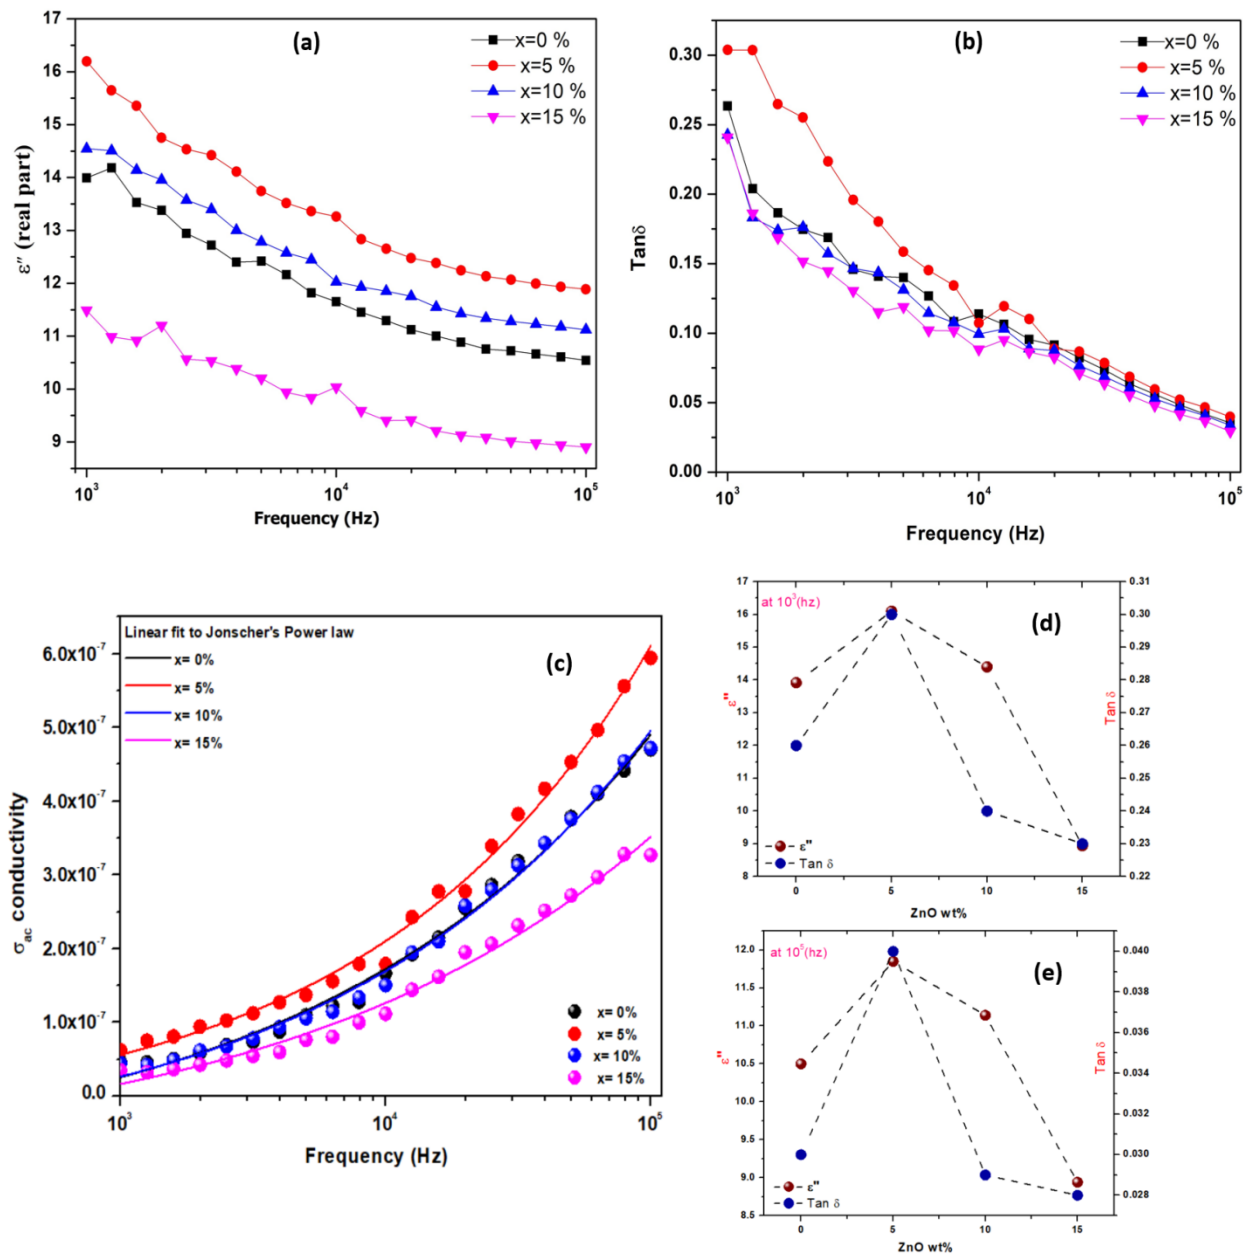 (a)
x=0 %
x=5 %
x=10 %
x=15 %
17
16
15
14
13
12
11
10
9
ε″ (real part)
10³
10⁴
10⁵
Frequency (Hz)
(b)
x=0 %
x=5 %
x=10 %
x=15 %
0.30
0.25
0.20
0.15
0.10
0.05
0.00
Tanδ
10³
10⁴
10⁵
Frequency (Hz)
Linear fit to Jonscher's Power law
x= 0%
x= 5%
x= 10%
x= 15%
(c)
6.0x10⁻⁷
5.0x10⁻⁷
4.0x10⁻⁷
3.0x10⁻⁷
2.0x10⁻⁷
1.0x10⁻⁷
0.0
σac conductivity
x= 0%
x= 5%
x= 10%
x= 15%
10³
10⁴
10⁵
Frequency (Hz)
at 10³(hz)
(d)
17
16
15
14
13
12
11
10
9
8
ε"
0.31
0.30
0.29
0.28
0.27
0.26
0.25
0.24
0.23
0.22
Tan δ
ε"
Tan δ
0
5
10
15
ZnO wt%
at 10⁵(hz)
(e)
12.0
11.5
11.0
10.5
10.0
9.5
9.0
8.5
ε"
0.040
0.038
0.036
0.034
0.032
0.030
0.028
Tan δ
ε"
Tan δ
0
5
10
15
ZnO wt%